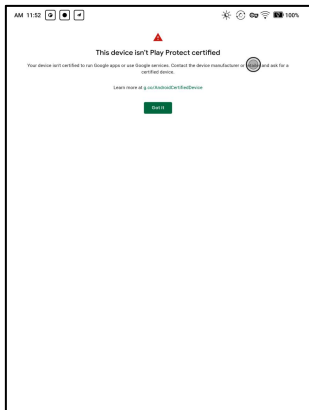 AM 11:52
100%
This device isn't Play Protect certified
Your device isn't certified to run Google apps or use Google services. Contact the device manufacturer or and ask for a
certified device.
Learn more at g.co/AndroidCertifiedDevice
Got it